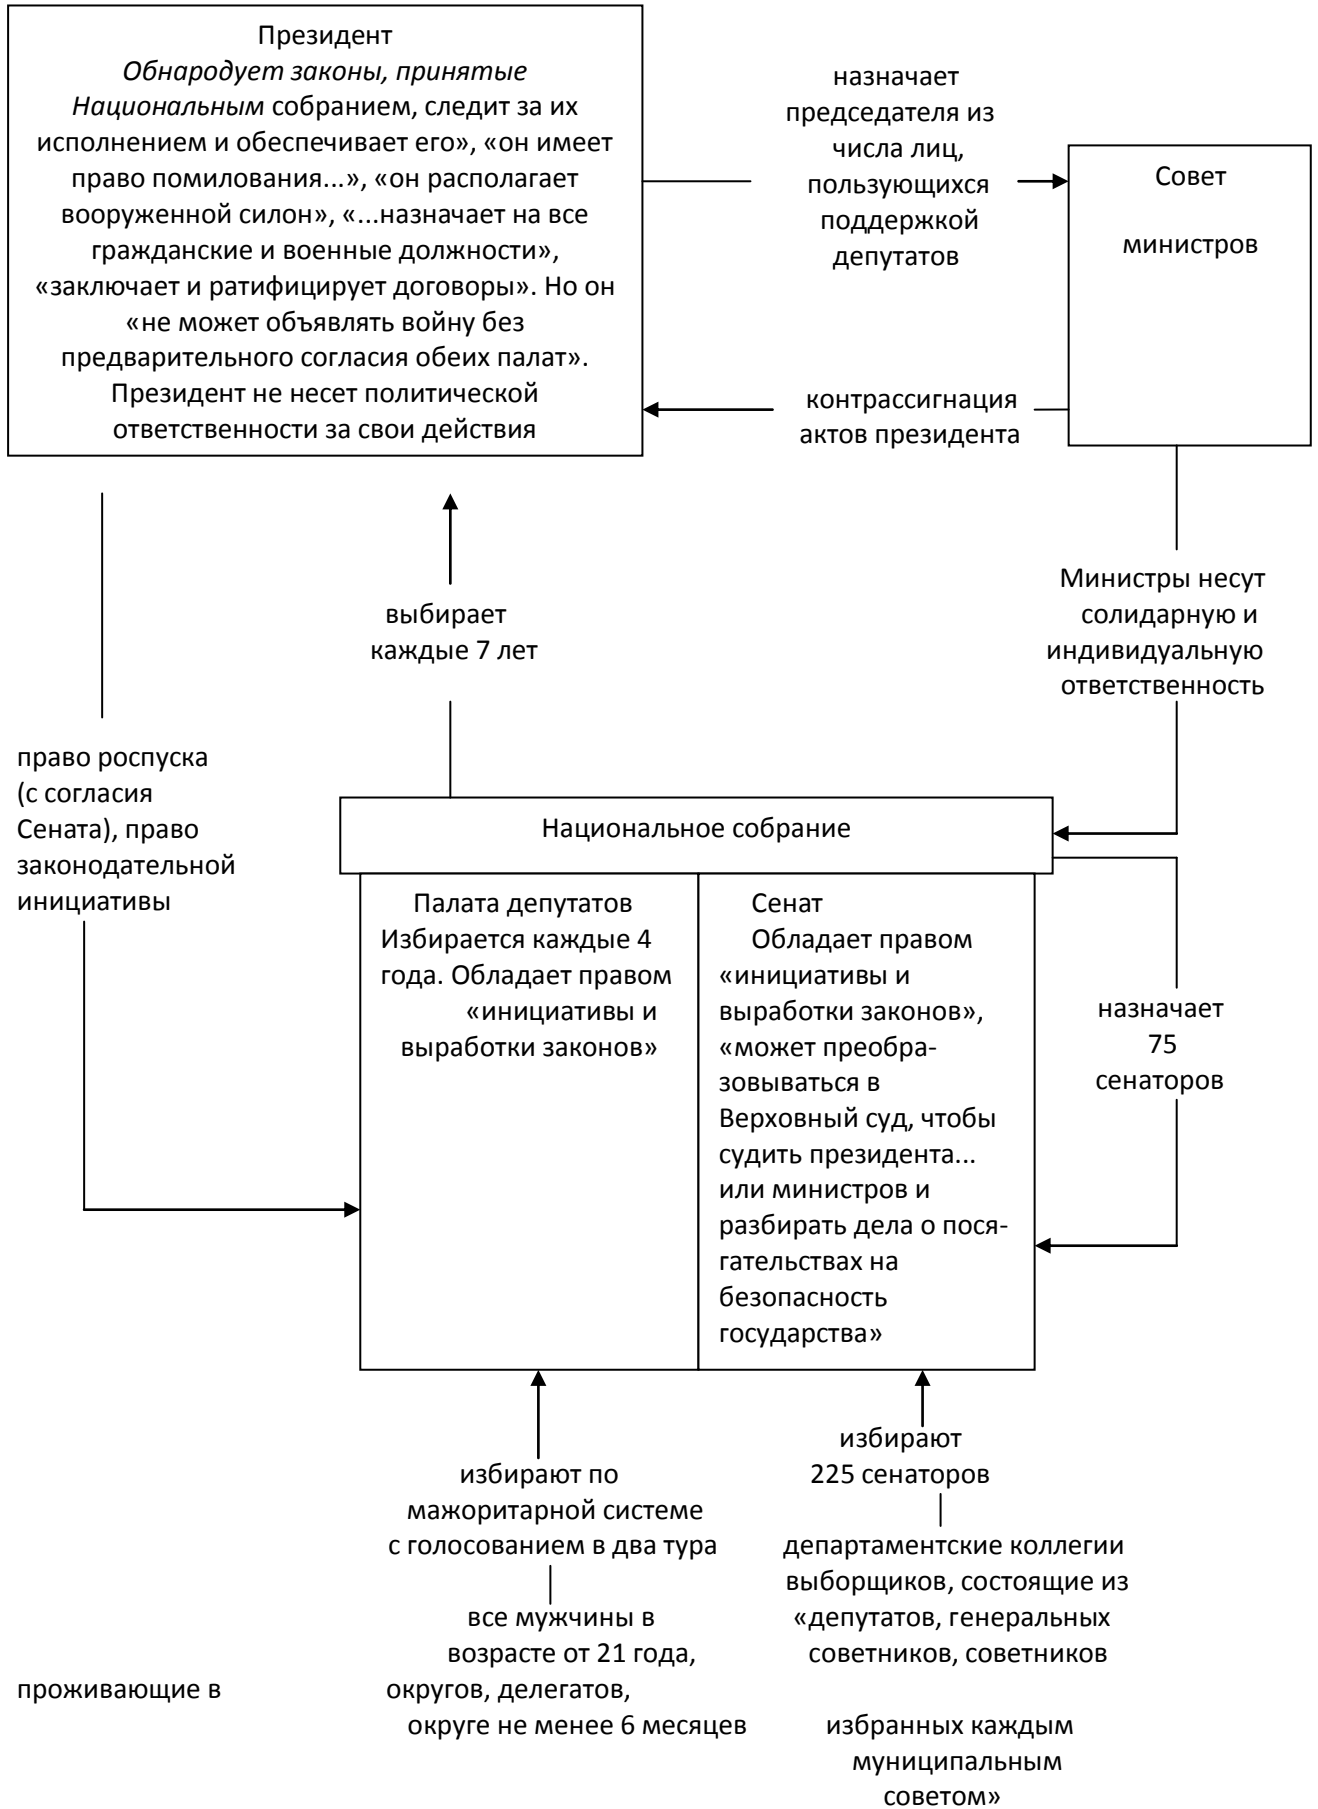 Президент
Обнародует законы, принятые
Национальным собранием, следит за их
исполнением и обеспечивает его», «он имеет
право помилования...», «он располагает
вооруженной силон», «...назначает на все
гражданские и военные должности»,
«заключает и ратифицирует договоры». Но он
«не может объявлять войну без
предварительного согласия обеих палат».
Президент не несет политической
ответственности за свои действия
назначает
председателя из
числа лиц,
пользующихся
поддержкой
депутатов
Совет
министров
контрассигнация
актов президента
выбирает
каждые 7 лет
Министры несут
солидарную и
индивидуальную
ответственность
право роспуска
(с согласия
Сената), право
законодательной
инициативы
Национальное собрание
Палата депутатов
Избирается каждые 4
года. Обладает правом
«инициативы и
выработки законов»
Сенат
Обладает правом
«инициативы и
выработки законов»,
«может преобра-
зовываться в
Верховный суд, чтобы
судить президента...
или министров и
разбирать дела о пося-
гательствах на
безопасность
государства»
назначает
75
сенаторов
избирают по
мажоритарной системе
с голосованием в два тура
избирают
225 сенаторов
все мужчины в
возрасте от 21 года,
департаментские коллегии
выборщиков, состоящие из
«депутатов, генеральных
советников, советников
проживающие в округов, делегатов,
округе не менее 6 месяцев
избранных каждым
муниципальным
советом»